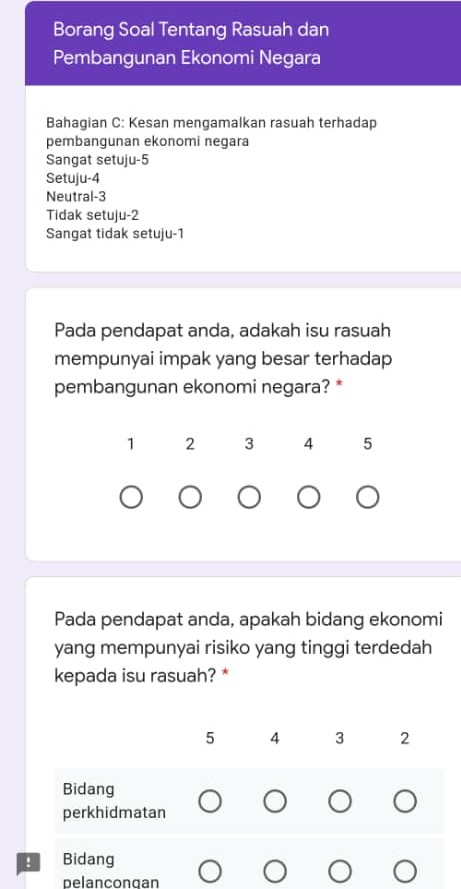 Borang Soal Tentang Rasuah dan
Pembangunan Ekonomi Negara
Bahagian C: Kesan mengamalkan rasuah terhadap
pembangunan ekonomi negara
Sangat setuju-5
Setuju-4
Neutral-3
Tidak setuju-2
Sangat tidak setuju-1
Pada pendapat anda, adakah isu rasuah
mempunyai impak yang besar terhadap
pembangunan ekonomi negara? *
1 2 3 4 5
Pada pendapat anda, apakah bidang ekonomi
yang mempunyai risiko yang tinggi terdedah
kepada isu rasuah? *
5 4 3 2
Bidang
perkhidmatan
Bidang
pelancongan